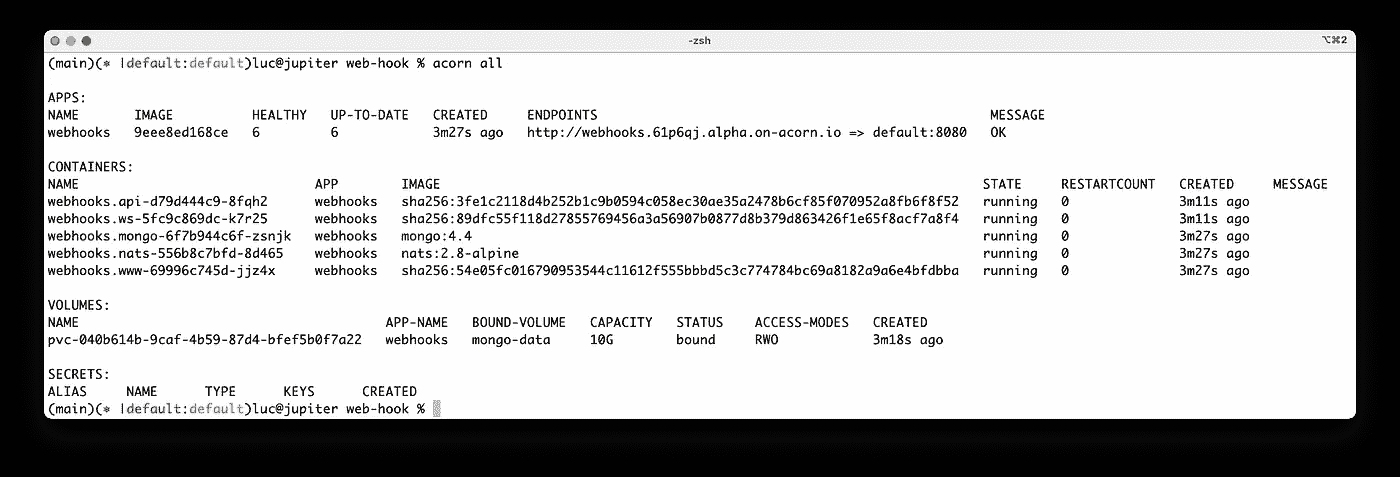 -zsh
⌥⌘2
(main)(* |default:default)luc@jupiter web-hook % acorn all
APPS:
NAME IMAGE HEALTHY UP-TO-DATE CREATED ENDPOINTS MESSAGE
webhooks 9eee8ed168ce 6 6 3m27s ago http://webhooks.61p6qj.alpha.on-acorn.io => default:8080 OK
CONTAINERS:
NAME APP IMAGE STATE RESTARTCOUNT CREATED MESSAGE
webhooks.api-d79d444c9-8fqh2 webhooks sha256:3fe1c2118d4b252b1c9b0594c058ec30ae35a2478b6cf85f070952a8fb6f8f52 running 0 3m11s ago
webhooks.ws-5fc9c869dc-k7r25 webhooks sha256:89dfc55f118d27855769456a3a56907b0877d8b379d863426f1e65f8acf7a8f4 running 0 3m11s ago
webhooks.mongo-6f7b944c6f-zsnjk webhooks mongo:4.4 running 0 3m27s ago
webhooks.nats-556b8c7bfd-8d465 webhooks nats:2.8-alpine running 0 3m27s ago
webhooks.www-69996c745d-jjz4x webhooks sha256:54e05fc016790953544c11612f555bbbd5c3c774784bc69a8182a9a6e4bfdbba running 0 3m27s ago
VOLUMES:
NAME APP-NAME BOUND-VOLUME CAPACITY STATUS ACCESS-MODES CREATED
pvc-040b614b-9caf-4b59-87d4-bfef5b0f7a22 webhooks mongo-data 10G bound RWO 3m18s ago
SECRETS:
ALIAS NAME TYPE KEYS CREATED
(main)(* |default:default)luc@jupiter web-hook %